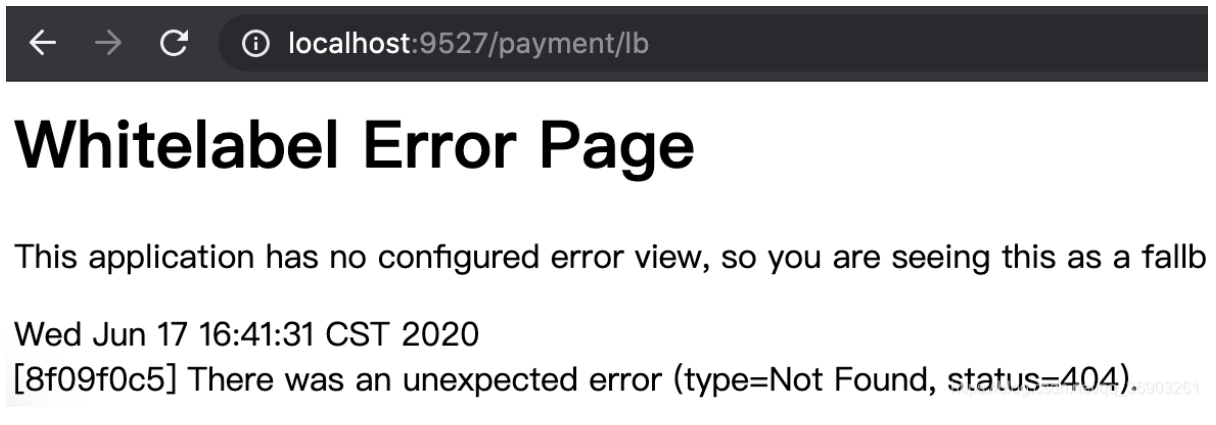 localhost:9527/payment/lb
Whitelabel Error Page
This application has no configured error view, so you are seeing this as a fallb
Wed Jun 17 16:41:31 CST 2020
[8f09f0c5] There was an unexpected error (type=Not Found, status=404).